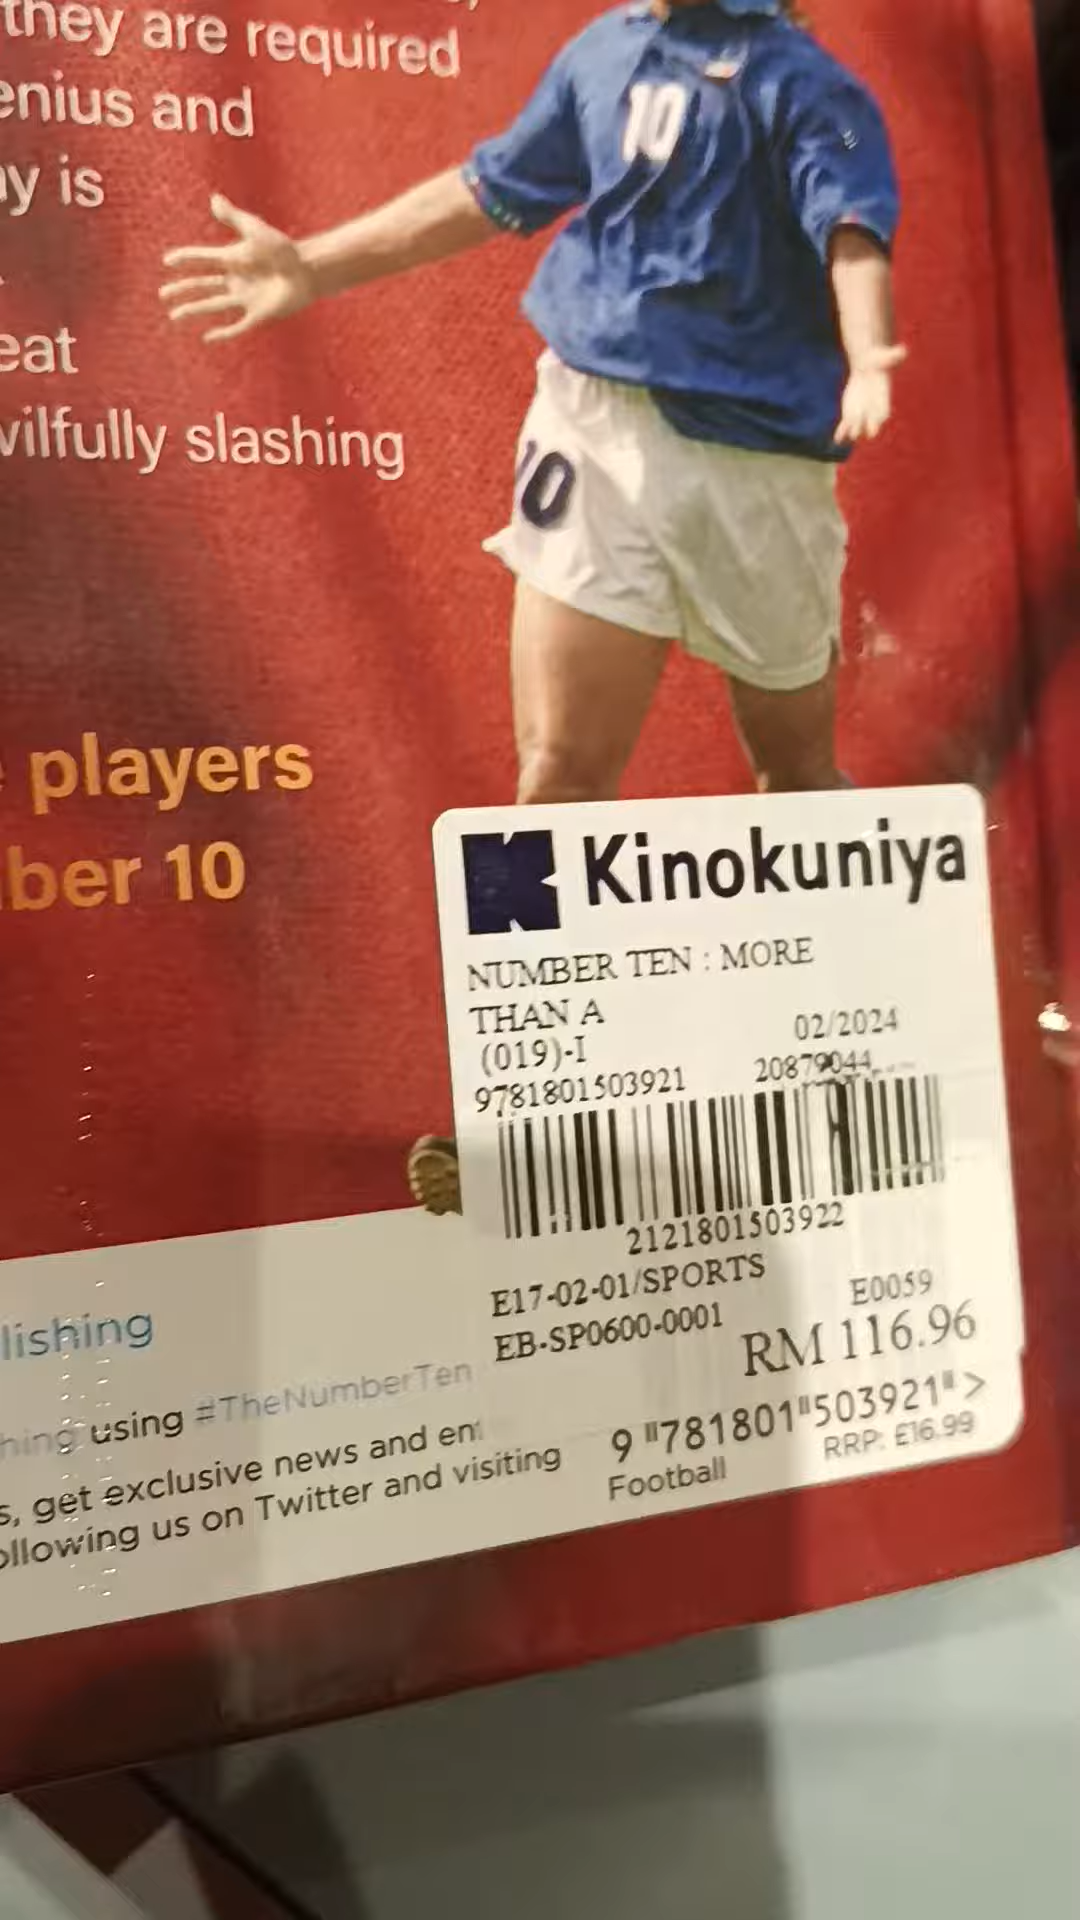 they are required
enius and
ay is
eat
wilfully slashing
10
10
players
ber 10
Kinokuniya
NUMBER TEN : MORE
THAN A
02/2024
(019)-I
9781801503921 20879044
2121801503922
E17-02-01/SPORTS
E0059
EB-SP0600-0001
RM 116.96
9 781801 503921 >
RRP: £16.99
Football
lishing
hing using #TheNumberTen
s, get exclusive news and en
ollowing us on Twitter and visiting